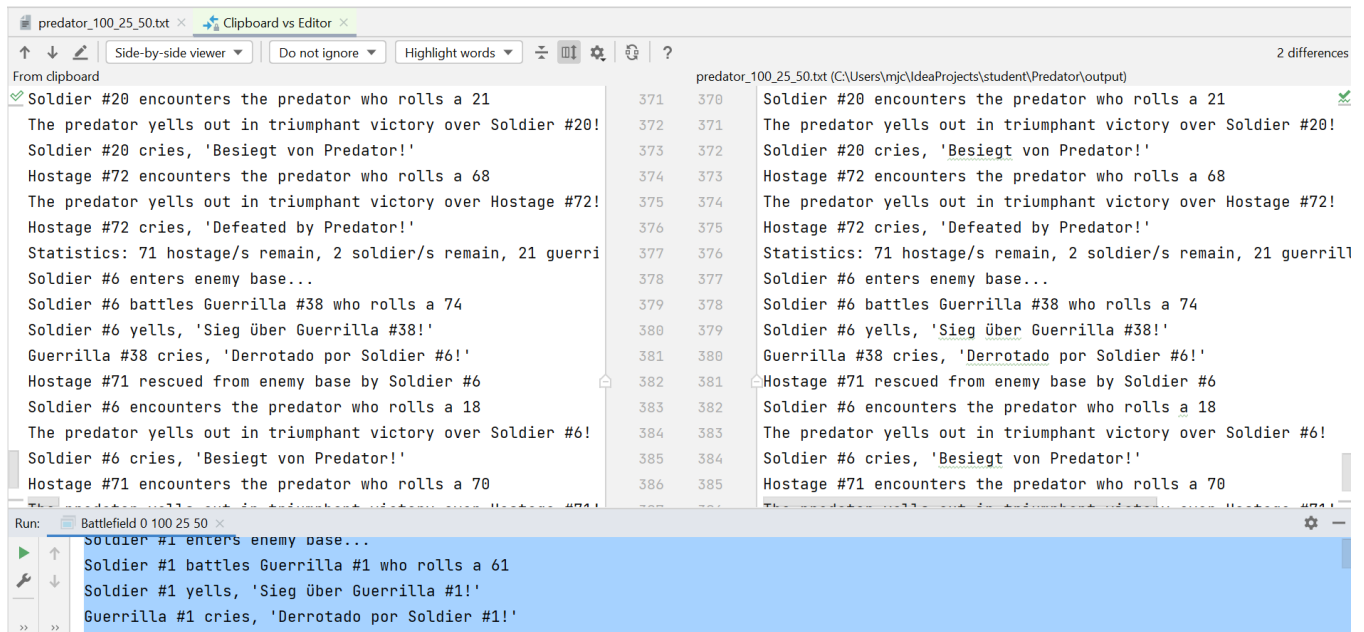 predator_100_25_50.txt × Clipboard vs Editor ×
Side-by-side viewer Do not ignore Highlight words ? 2 differences
From clipboard predator_100_25_50.txt (C:\Users\mjc\IdeaProjects\student\Predator\output)
Soldier #20 encounters the predator who rolls a 21 371 370 Soldier #20 encounters the predator who rolls a 21
The predator yells out in triumphant victory over Soldier #20! 372 371 The predator yells out in triumphant victory over Soldier #20!
Soldier #20 cries, 'Besiegt von Predator!' 373 372 Soldier #20 cries, 'Besiegt von Predator!'
Hostage #72 encounters the predator who rolls a 68 374 373 Hostage #72 encounters the predator who rolls a 68
The predator yells out in triumphant victory over Hostage #72! 375 374 The predator yells out in triumphant victory over Hostage #72!
Hostage #72 cries, 'Defeated by Predator!' 376 375 Hostage #72 cries, 'Defeated by Predator!'
Statistics: 71 hostage/s remain, 2 soldier/s remain, 21 guerri 377 376 Statistics: 71 hostage/s remain, 2 soldier/s remain, 21 guerrill
Soldier #6 enters enemy base... 378 377 Soldier #6 enters enemy base...
Soldier #6 battles Guerrilla #38 who rolls a 74 379 378 Soldier #6 battles Guerrilla #38 who rolls a 74
Soldier #6 yells, 'Sieg über Guerrilla #38!' 380 379 Soldier #6 yells, 'Sieg über Guerrilla #38!'
Guerrilla #38 cries, 'Derrotado por Soldier #6!' 381 380 Guerrilla #38 cries, 'Derrotado por Soldier #6!'
Hostage #71 rescued from enemy base by Soldier #6 382 381 Hostage #71 rescued from enemy base by Soldier #6
Soldier #6 encounters the predator who rolls a 18 383 382 Soldier #6 encounters the predator who rolls a 18
The predator yells out in triumphant victory over Soldier #6! 384 383 The predator yells out in triumphant victory over Soldier #6!
Soldier #6 cries, 'Besiegt von Predator!' 385 384 Soldier #6 cries, 'Besiegt von Predator!'
Hostage #71 encounters the predator who rolls a 70 386 385 Hostage #71 encounters the predator who rolls a 70
Run: Battlefield 0 100 25 50 ×
Soldier #1 enters enemy base...
Soldier #1 battles Guerrilla #1 who rolls a 61
Soldier #1 yells, 'Sieg über Guerrilla #1!'
Guerrilla #1 cries, 'Derrotado por Soldier #1!'